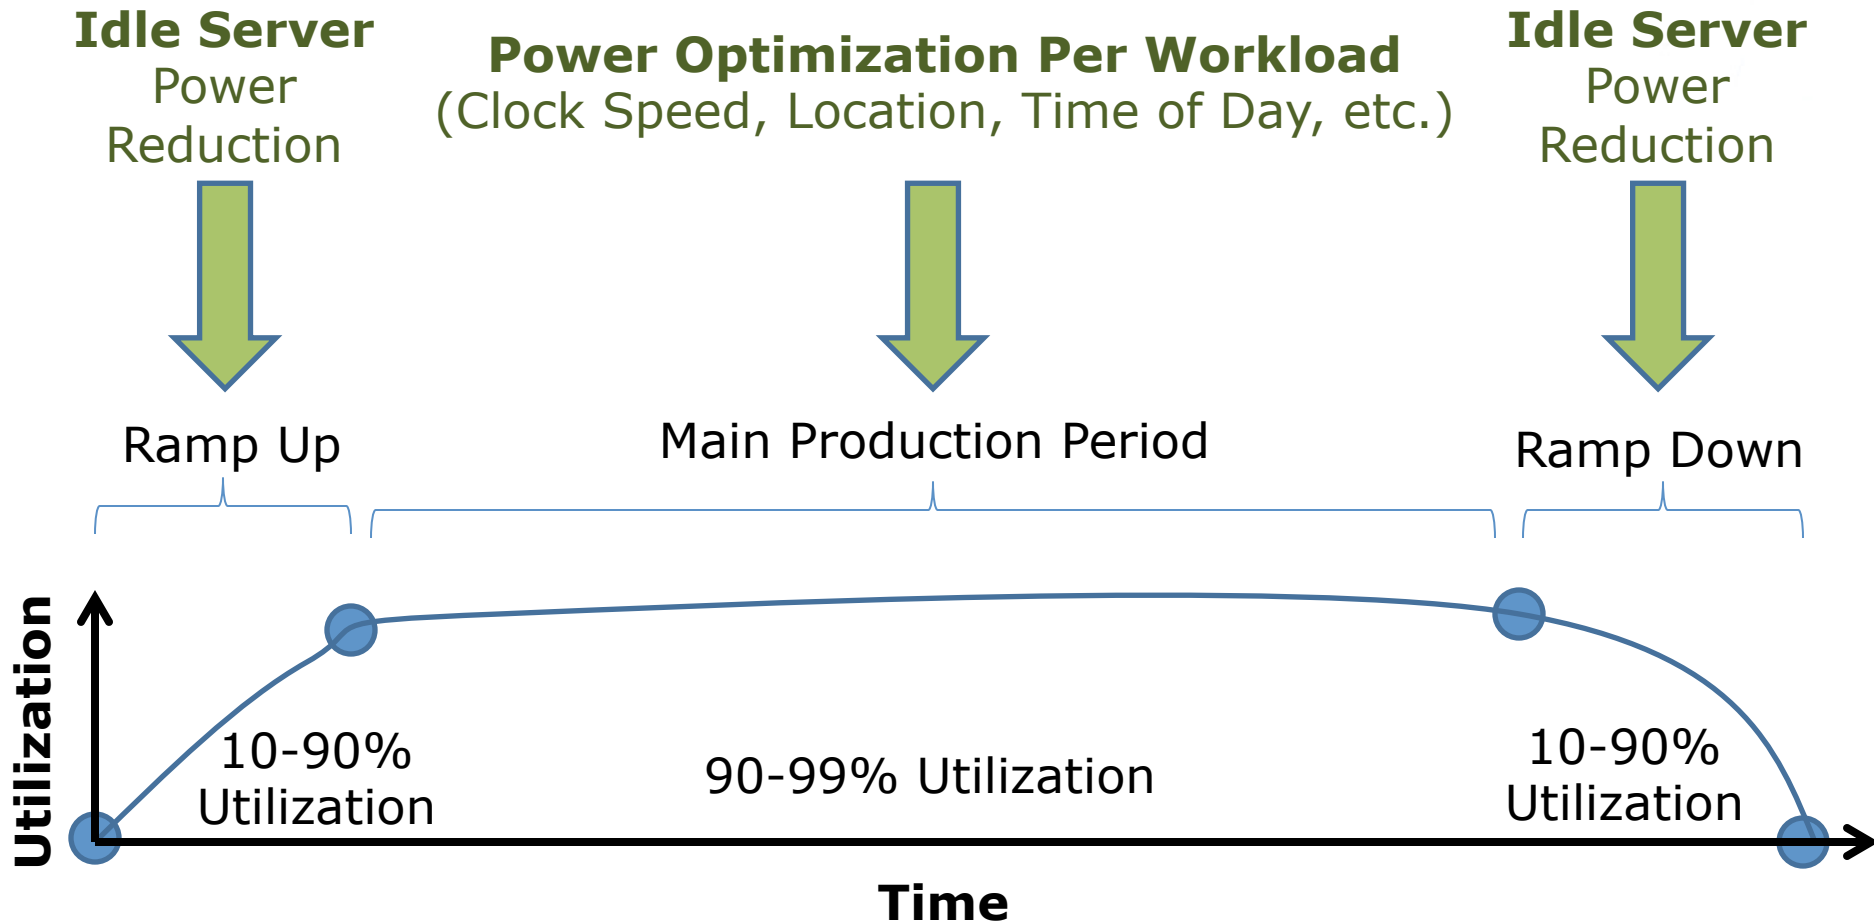 Idle Server
Power
Reduction
Power Optimization Per Workload
(Clock Speed, Location, Time of Day, etc.)
Idle Server
Power
Reduction
Ramp Up
Main Production Period
Ramp Down
Utilization
10-90%
Utilization
90-99% Utilization
10-90%
Utilization
Time